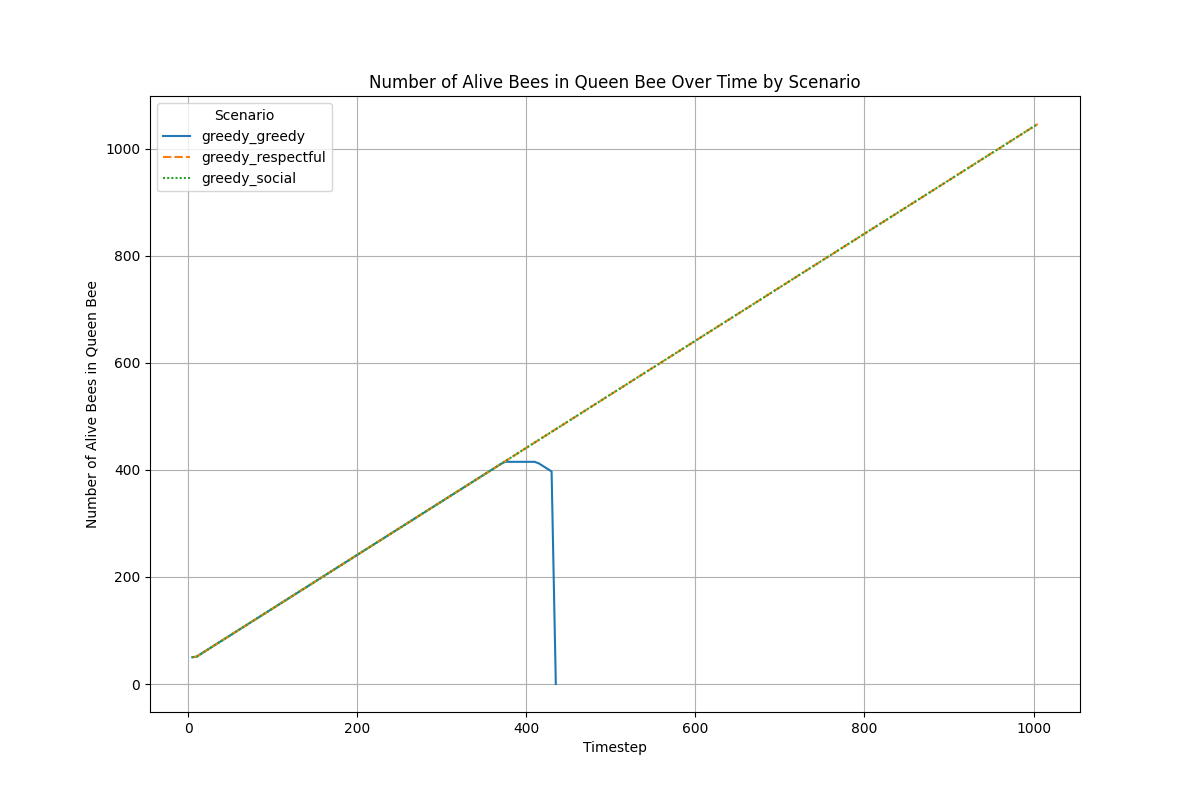 Number of Alive Bees in Queen Bee Over Time by Scenario
Scenario
greedy_greedy
greedy_respectful
greedy_social
Number of Alive Bees in Queen Bee
1000
800
600
400
200
0
0 200 400 600 800 1000
Timestep